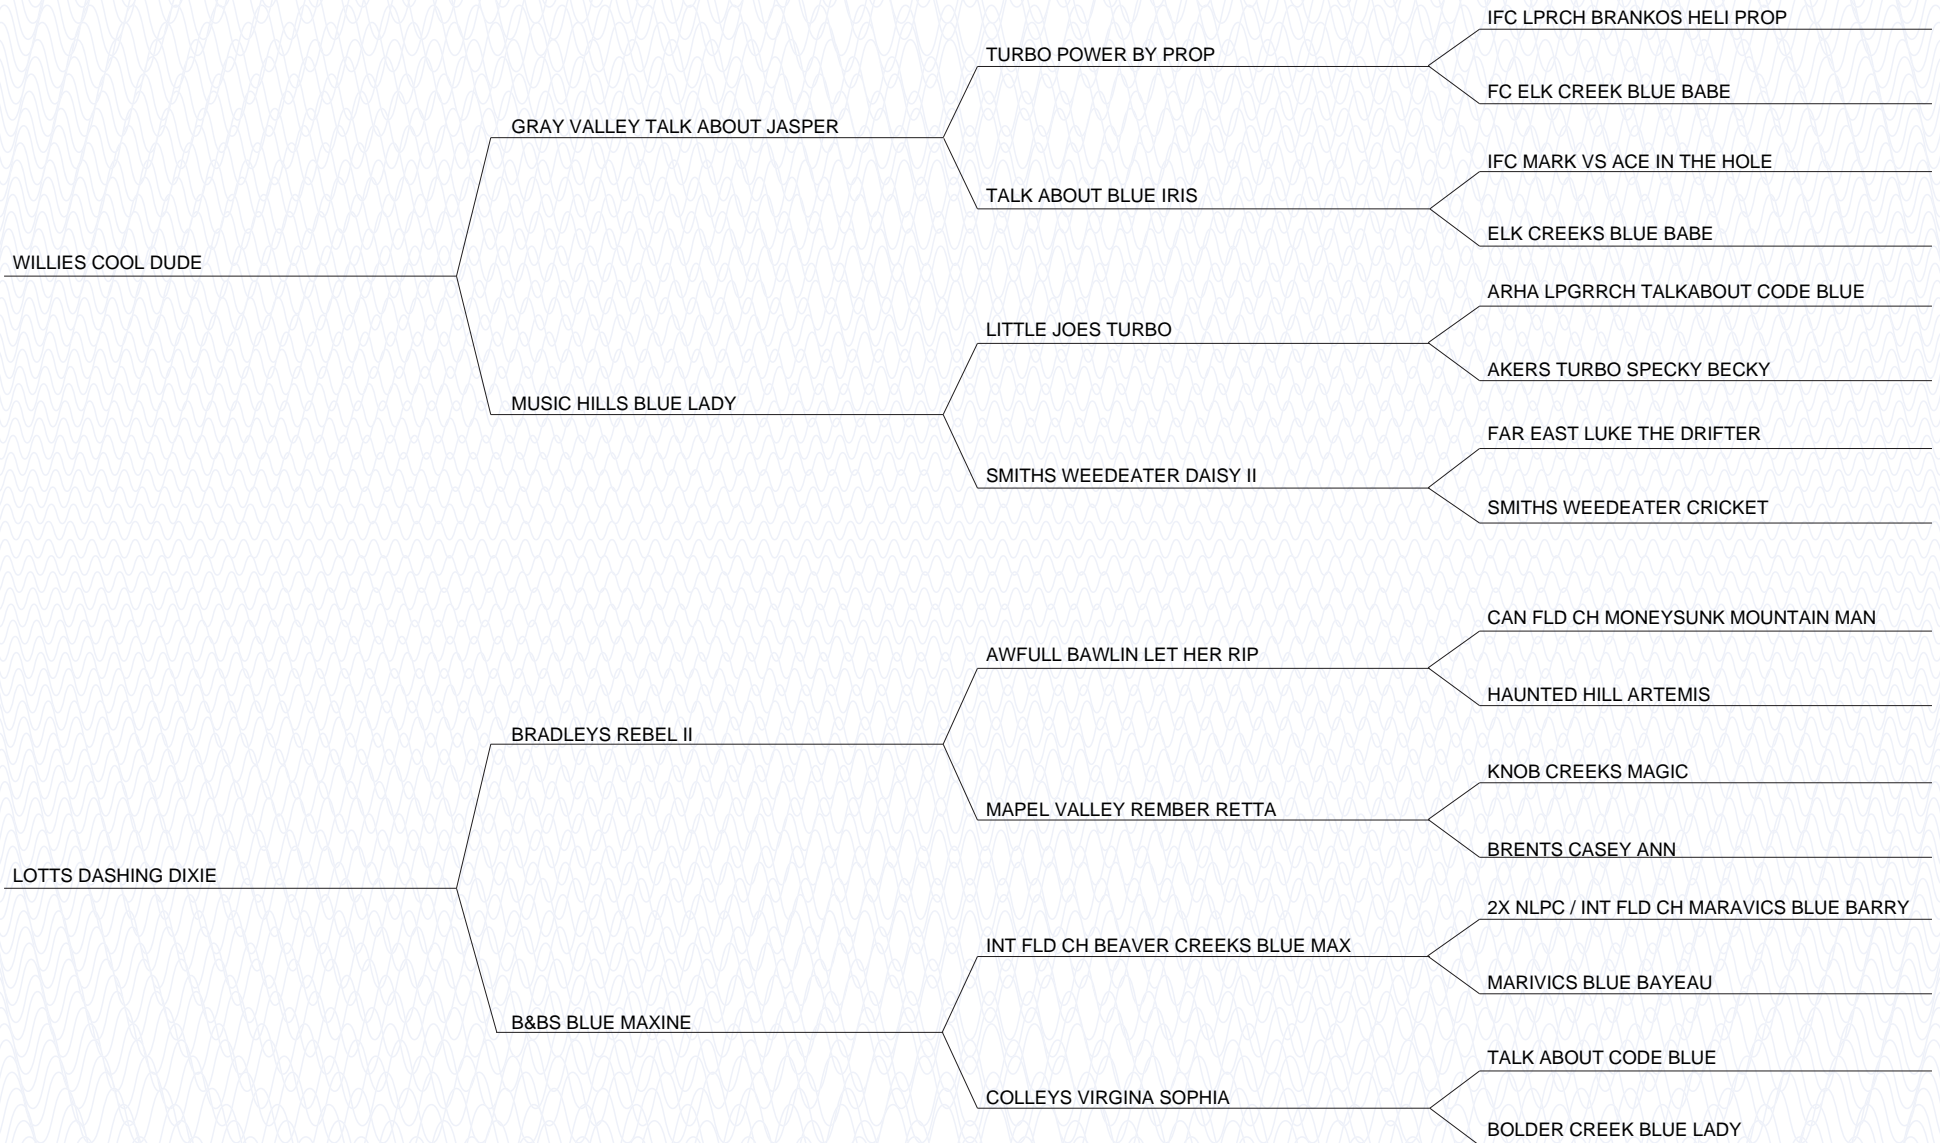 IFC LPRCH BRANKOS HELI PROP
TURBO POWER BY PROP
FC ELK CREEK BLUE BABE
GRAY VALLEY TALK ABOUT JASPER
IFC MARK VS ACE IN THE HOLE
TALK ABOUT BLUE IRIS
ELK CREEKS BLUE BABE
WILLIES COOL DUDE
ARHA LPGRRCH TALKABOUT CODE BLUE
LITTLE JOES TURBO
AKERS TURBO SPECKY BECKY
MUSIC HILLS BLUE LADY
FAR EAST LUKE THE DRIFTER
SMITHS WEEDEATER DAISY II
SMITHS WEEDEATER CRICKET
CAN FLD CH MONEYSUNK MOUNTAIN MAN
AWFULL BAWLIN LET HER RIP
HAUNTED HILL ARTEMIS
BRADLEYS REBEL II
KNOB CREEKS MAGIC
MAPEL VALLEY REMBER RETTA
BRENTS CASEY ANN
LOTTS DASHING DIXIE
2X NLPC / INT FLD CH MARAVICS BLUE BARRY
INT FLD CH BEAVER CREEKS BLUE MAX
MARIVICS BLUE BAYEAU
B&BS BLUE MAXINE
TALK ABOUT CODE BLUE
COLLEYS VIRGINA SOPHIA
BOLDER CREEK BLUE LADY